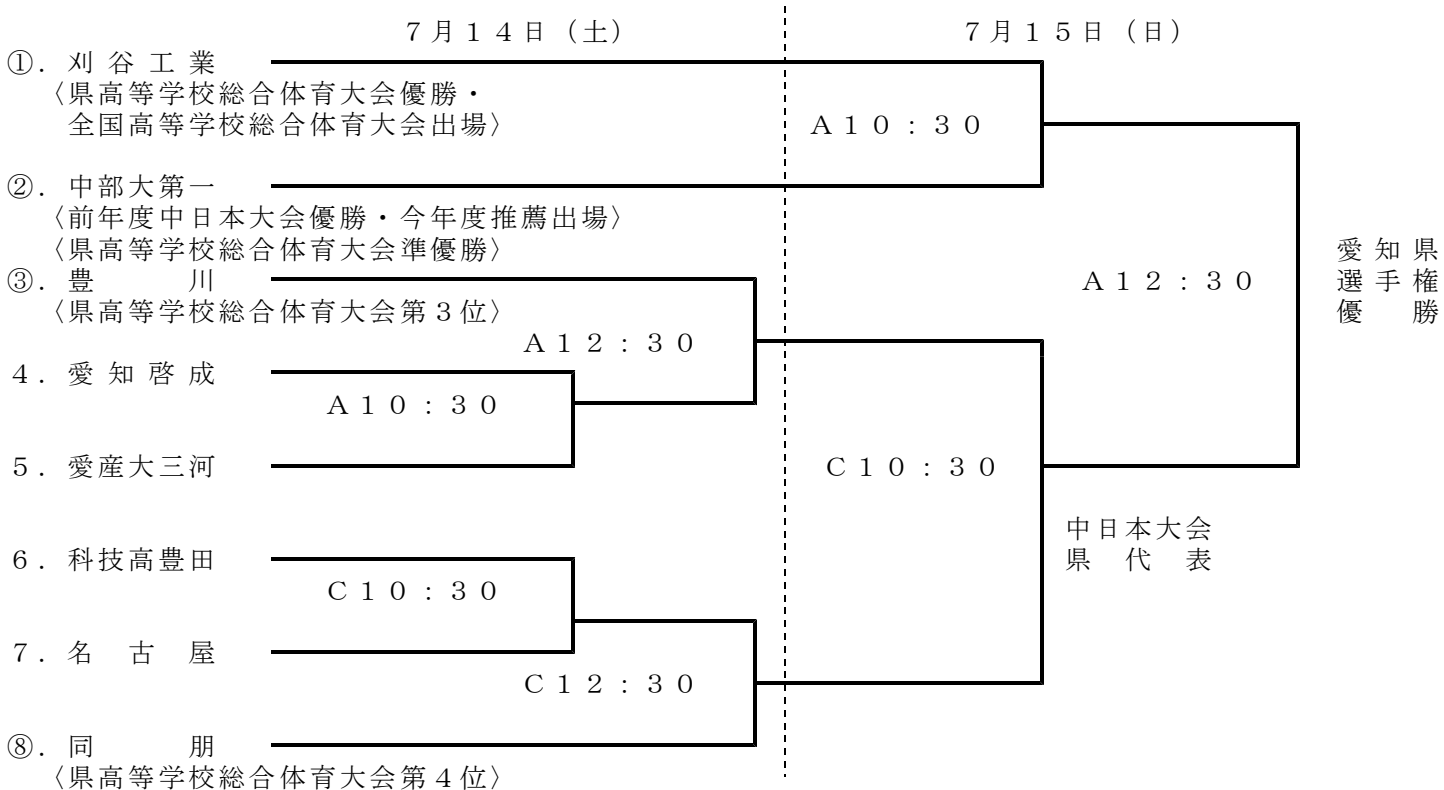 ７月１４日（土）
７月１５日（日）
①．刈谷工業
〈県高等学校総合体育大会優勝・
全国高等学校総合体育大会出場〉
Ａ１０：３０
②．中部大第一
〈前年度中日本大会優勝・今年度推薦出場〉
〈県高等学校総合体育大会準優勝〉
③．豊　　　川
〈県高等学校総合体育大会第３位〉
Ａ１２：３０
愛知県
選手権
優　勝
Ａ１２：３０
４．愛知啓成
Ａ１０：３０
５．愛産大三河
Ｃ１０：３０
中日本大会
県　代　表
６．科技高豊田
Ｃ１０：３０
７．名　古　屋
Ｃ１２：３０
⑧．同　　　朋
〈県高等学校総合体育大会第４位〉